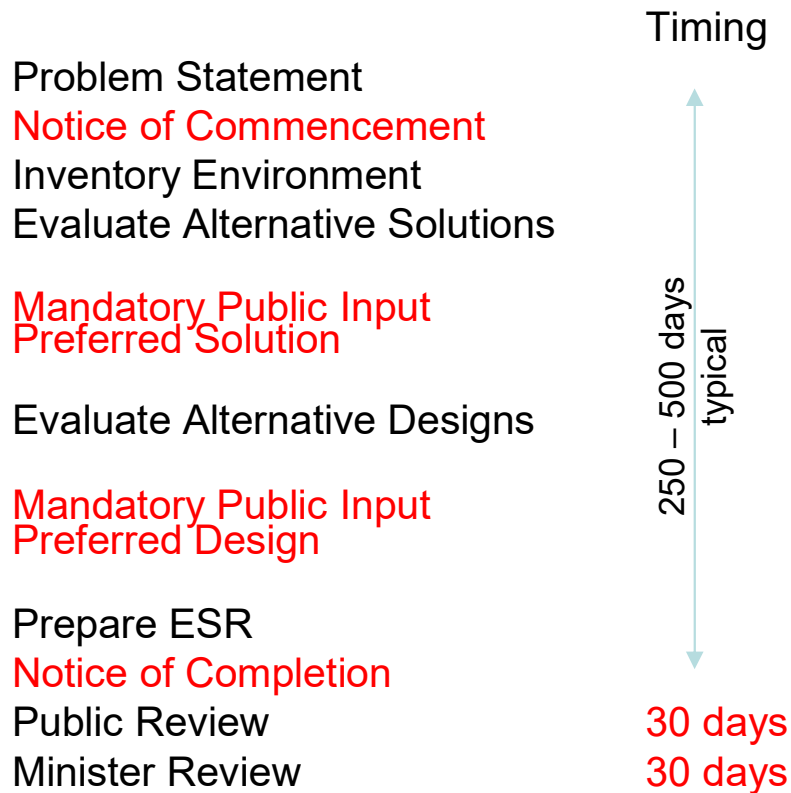 Timing
Problem Statement
Notice of Commencement
Inventory Environment
Evaluate Alternative Solutions
Mandatory Public Input
Preferred Solution
250 – 500 days
typical
Evaluate Alternative Designs
Mandatory Public Input
Preferred Design
Prepare ESR
Notice of Completion
Public Review 30 days
Minister Review 30 days